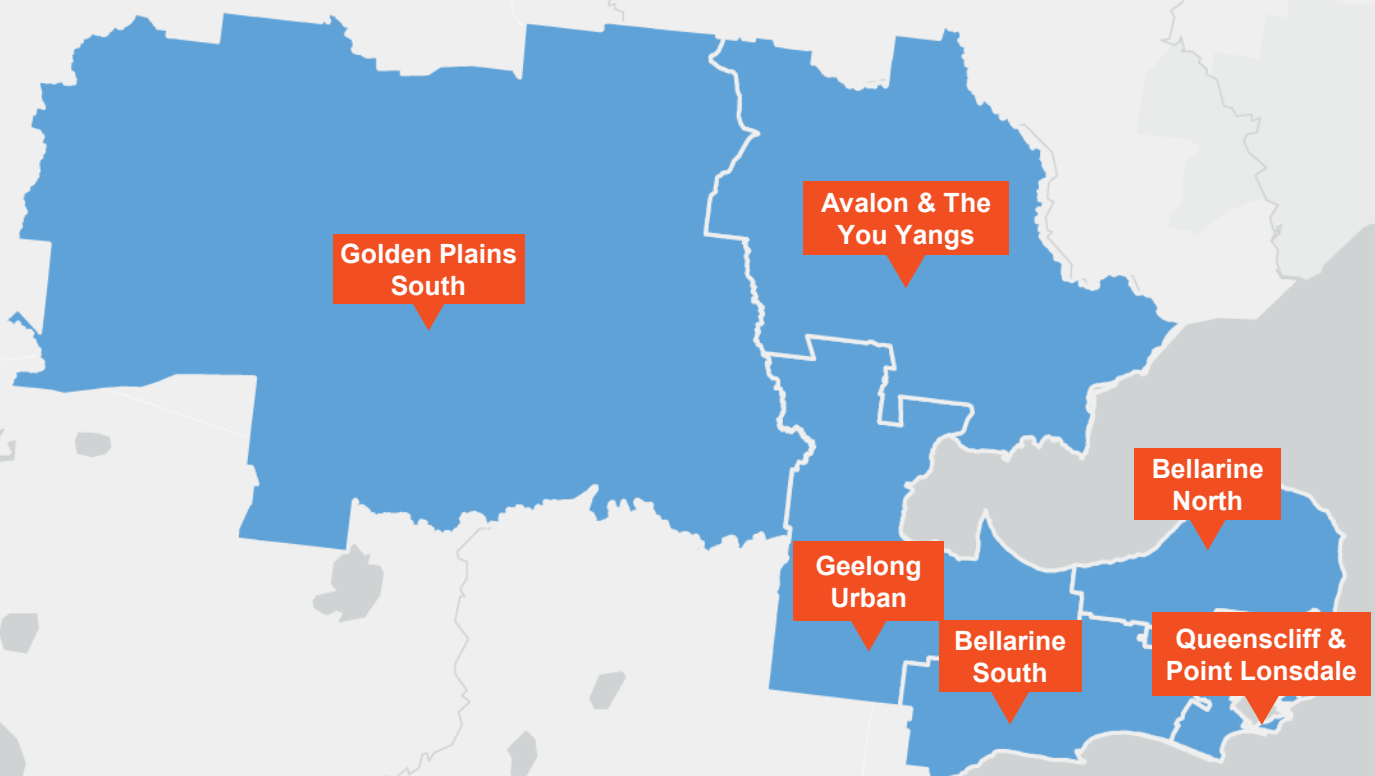 Avalon & The
You Yangs
Golden Plains
South
Bellarine
North
Geelong
Urban
Bellarine
South
Queenscliff &
Point Lonsdale